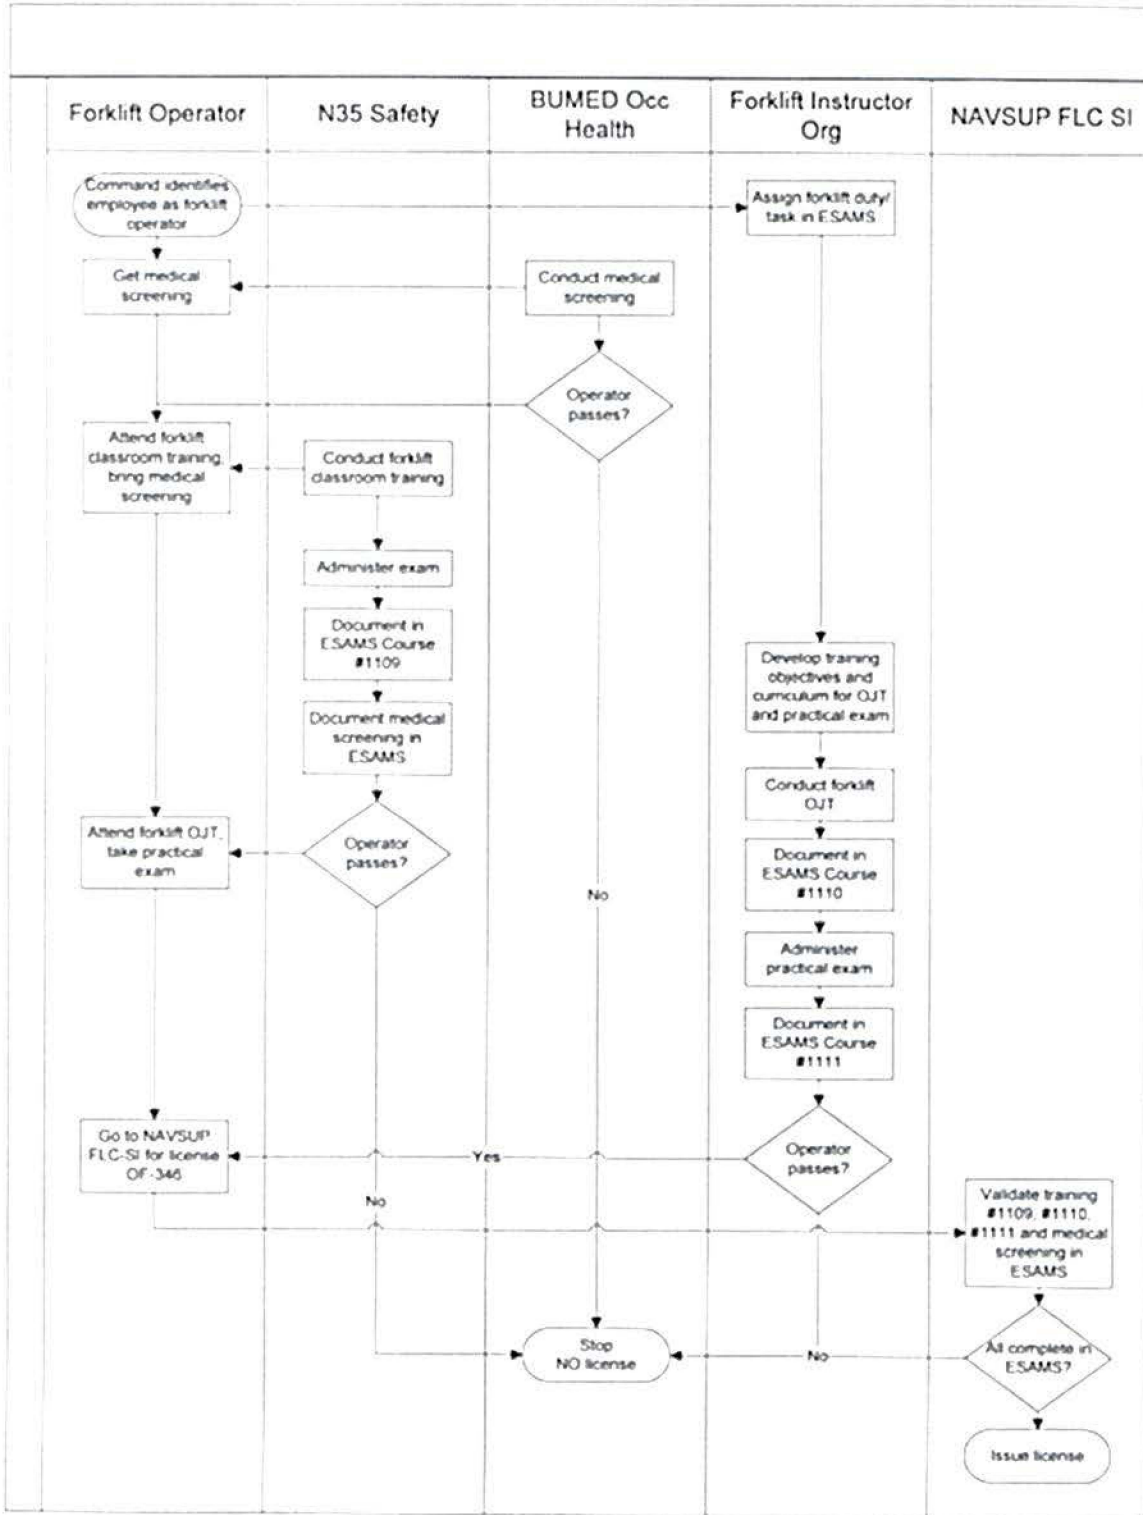 Forklift Operator
N35 Safety
BUMED Occ
Health
Forklift Instructor
Org
NAVSUP FLC SI
Command identifies
employee as forklift
operator
Assign forklift duty/
task in ESAMS
Get medical
screening
Conduct medical
screening
Operator
passes?
Attend forklift
classroom training,
bring medical
screening
Conduct forklift
classroom training
Administer exam
Document in
ESAMS Course
#1109
Develop training
objectives and
curriculum for OJT
and practical exam
Document medical
screening in
ESAMS
Conduct forklift
OJT
Attend forklift OJT,
take practical
exam
Operator
passes?
Document in
ESAMS Course
#1110
No
Administer
practical exam
Document in
ESAMS Course
#1111
Go to NAVSUP
FLC-SI for license
OF-346
Yes
Operator
passes?
No
Validate training
#1109, #1110,
#1111 and medical
screening in
ESAMS
Stop
NO license
No
All complete in
ESAMS?
Issue license